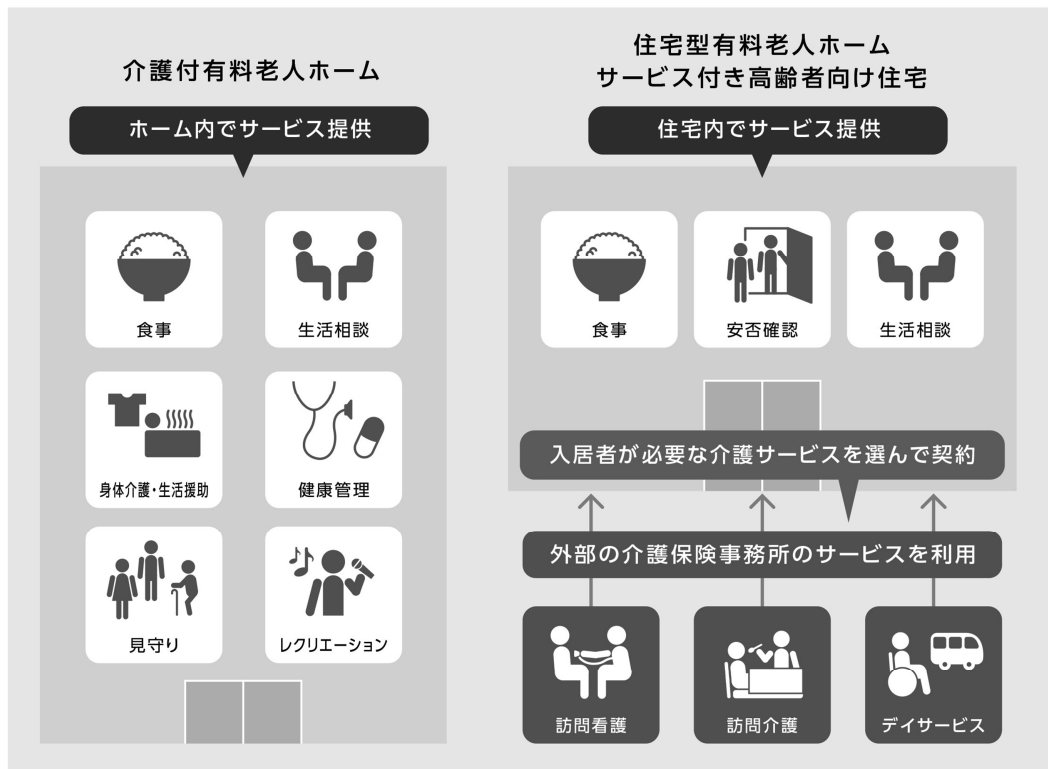 介護付有料老人ホーム
ホーム内でサービス提供
食事
生活相談
身体介護・生活援助
健康管理
見守り
レクリエーション
住宅型有料老人ホーム
サービス付き高齢者向け住宅
住宅内でサービス提供
食事
安否確認
生活相談
入居者が必要な介護サービスを選んで契約
外部の介護保険事務所のサービスを利用
訪問看護
訪問介護
デイサービス